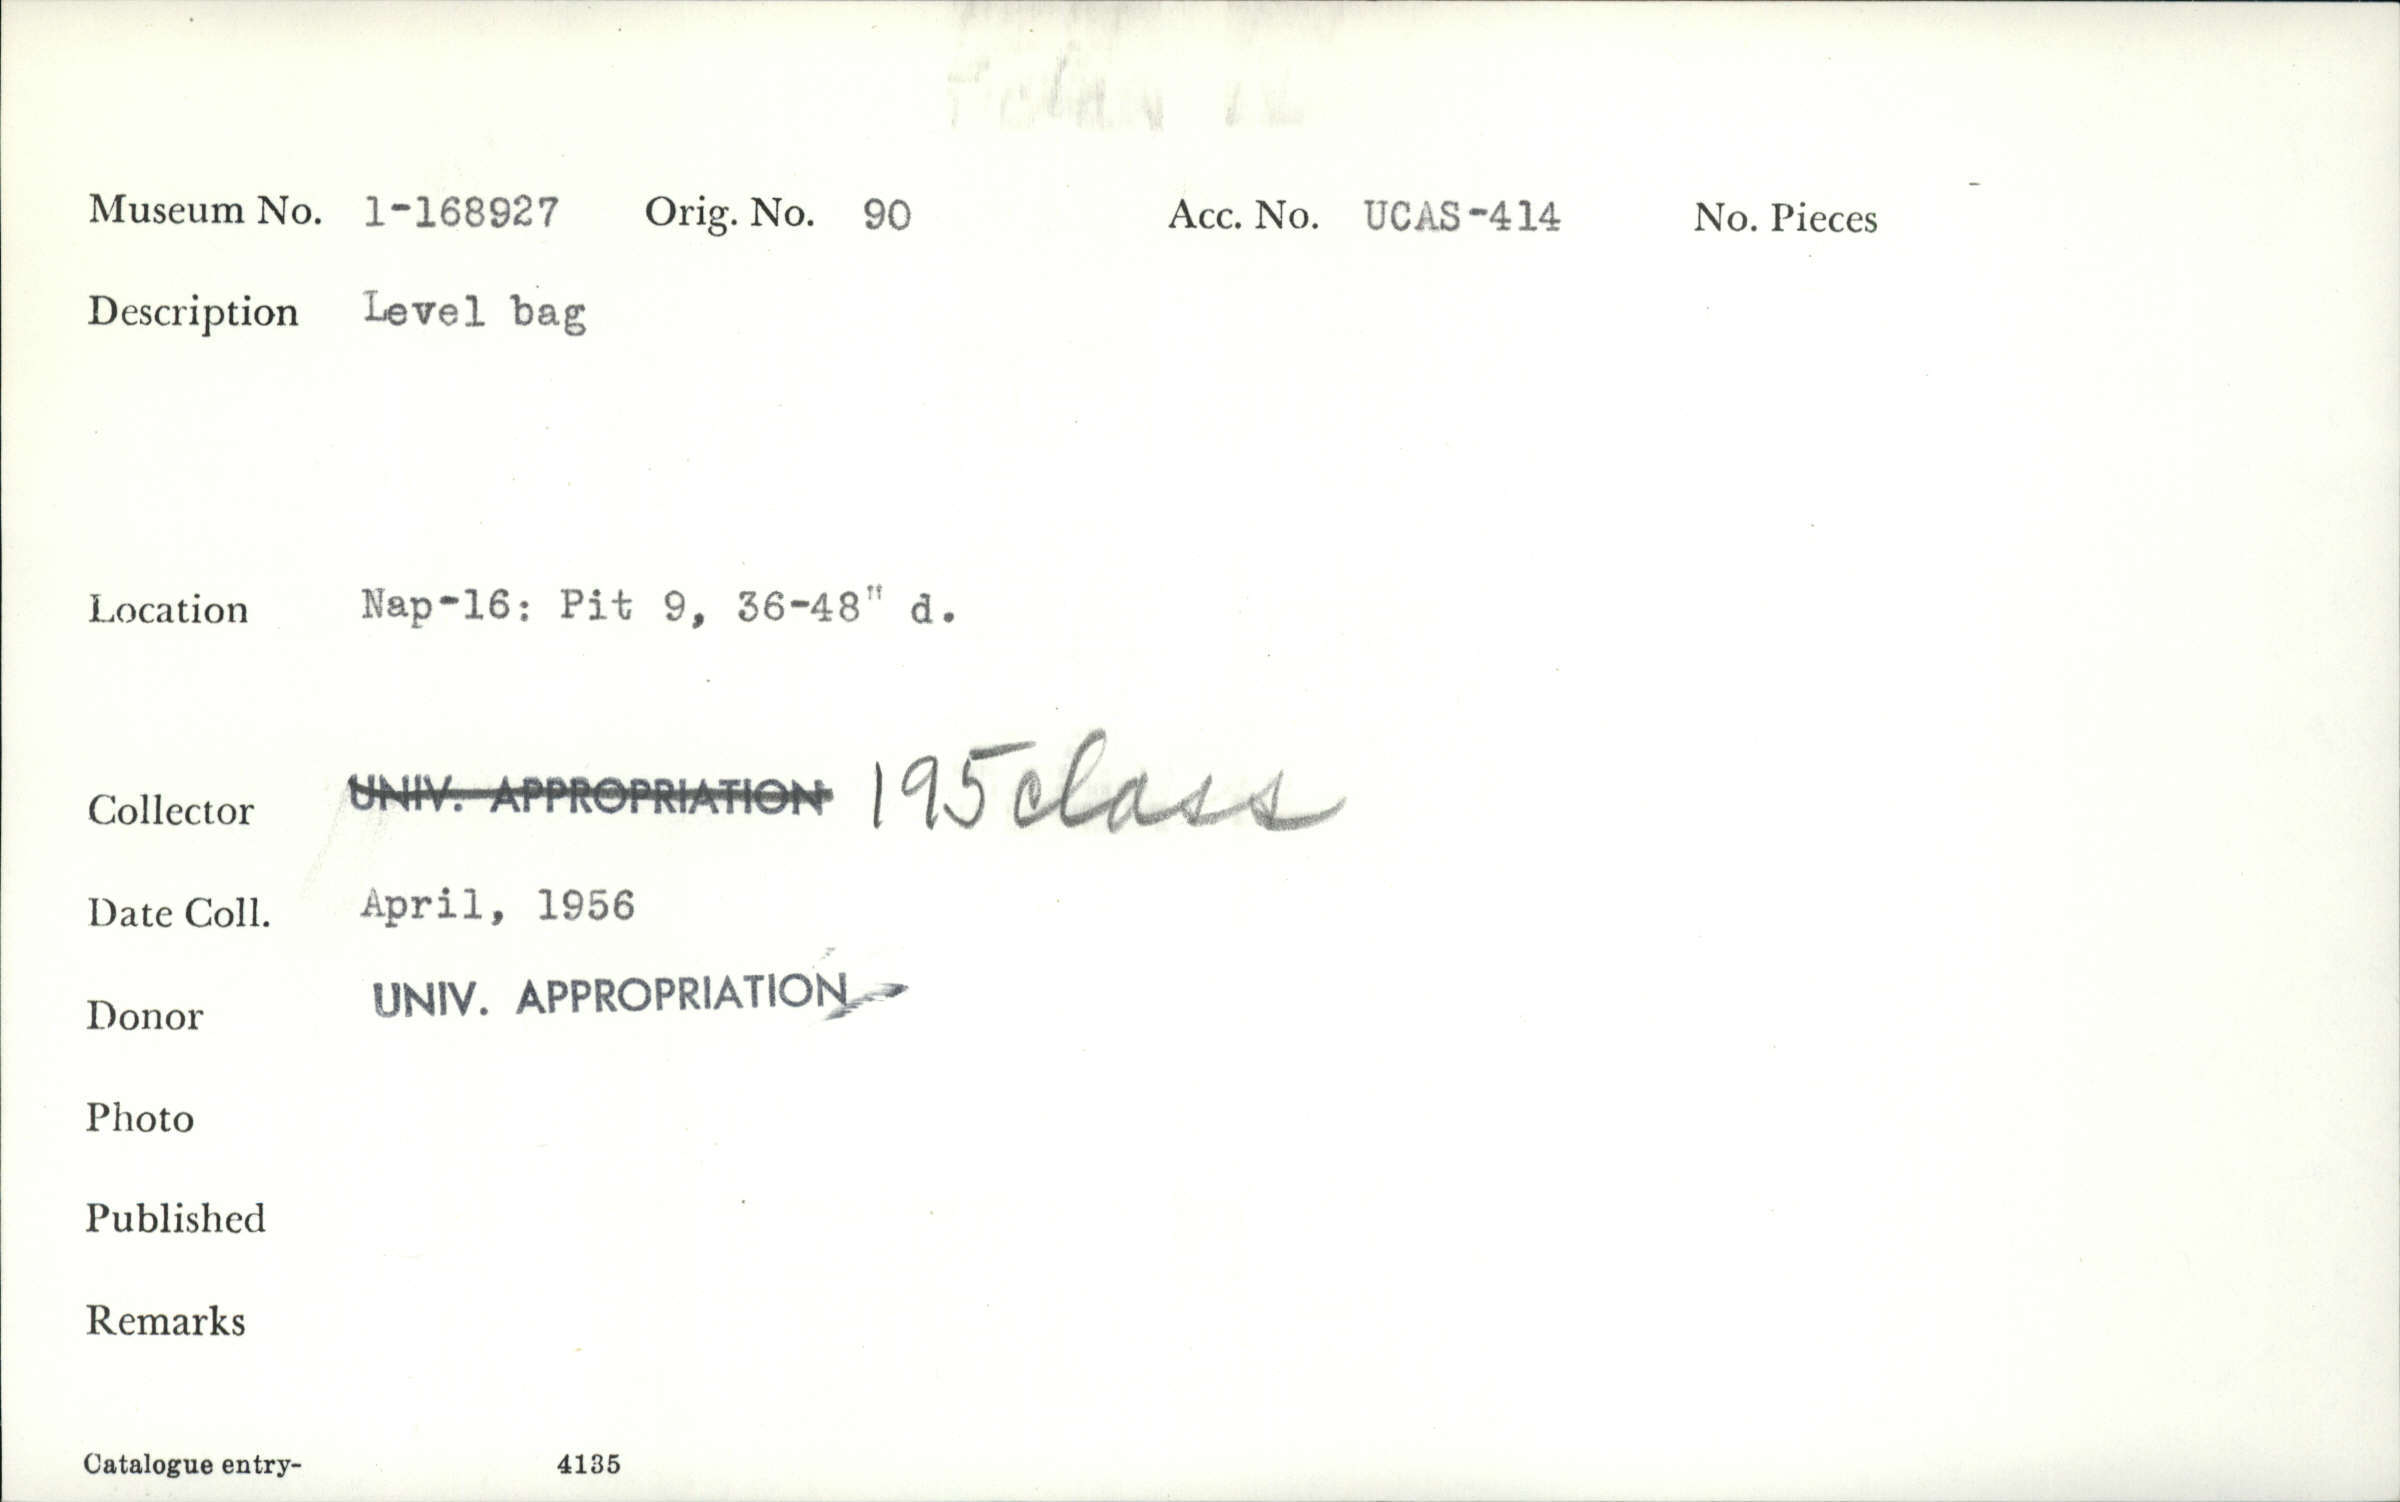 Museum No. 1-168927 Orig. No. 90 Acc. No. UCAS-414 No. Pieces
Description Level bag
Location Nap-16: Pit 9, 36-48" d.
Collector UNIV. APPROPRIATION 195 class
Date Coll. April, 1956
Donor UNIV. APPROPRIATION
Photo
Published
Remarks
Catalogue entry- 4135